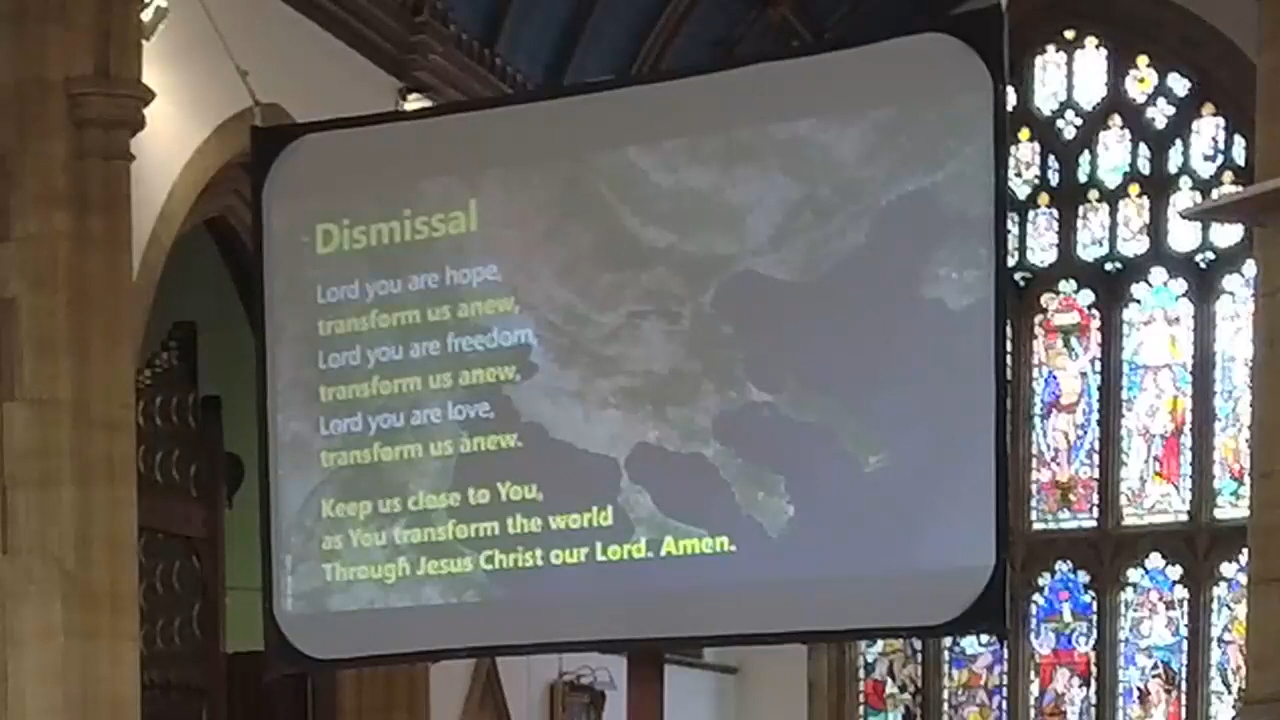 Dismissal
Lord you are hope,
transform us anew,
Lord you are freedom,
transform us anew,
Lord you are love,
transform us anew.
Keep us close to You,
as You transform the world
Through Jesus Christ our Lord. Amen.